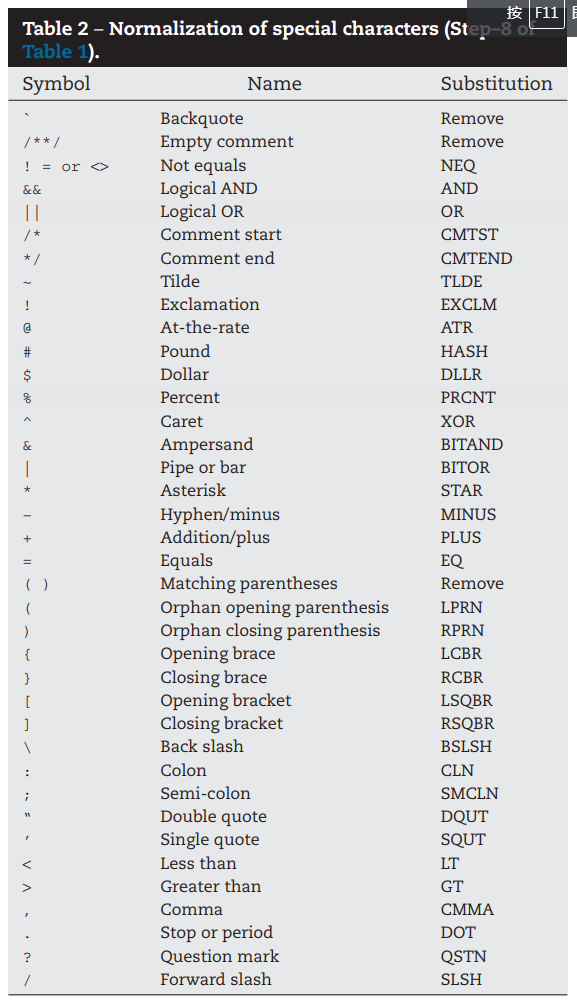 按 F11
Table 2 – Normalization of special characters (Step–8 of
Table 1).
Symbol Name Substitution
` Backquote Remove
/**/ Empty comment Remove
! = or <> Not equals NEQ
&& Logical AND AND
|| Logical OR OR
/* Comment start CMTST
*/ Comment end CMTEND
~ Tilde TLDE
! Exclamation EXCLM
@ At-the-rate ATR
# Pound HASH
$ Dollar DLLR
% Percent PRCNT
^ Caret XOR
& Ampersand BITAND
| Pipe or bar BITOR
* Asterisk STAR
− Hyphen/minus MINUS
+ Addition/plus PLUS
= Equals EQ
( ) Matching parentheses Remove
( Orphan opening parenthesis LPRN
) Orphan closing parenthesis RPRN
{ Opening brace LCBR
} Closing brace RCBR
[ Opening bracket LSQBR
] Closing bracket RSQBR
\ Back slash BSLSH
: Colon CLN
; Semi-colon SMCLN
“ Double quote DQUT
’ Single quote SQUT
< Less than LT
> Greater than GT
, Comma CMMA
. Stop or period DOT
? Question mark QSTN
/ Forward slash SLSH